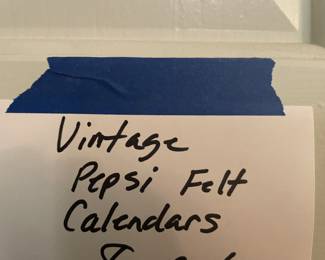 Vintage
Pepsi Felt
Calendars